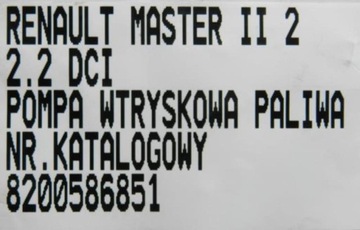 RENAULT MASTER II 2
2.2 DCI
POMPA WTRYSKOWA PALIWA
NR.KATALOGOWY
8200586851